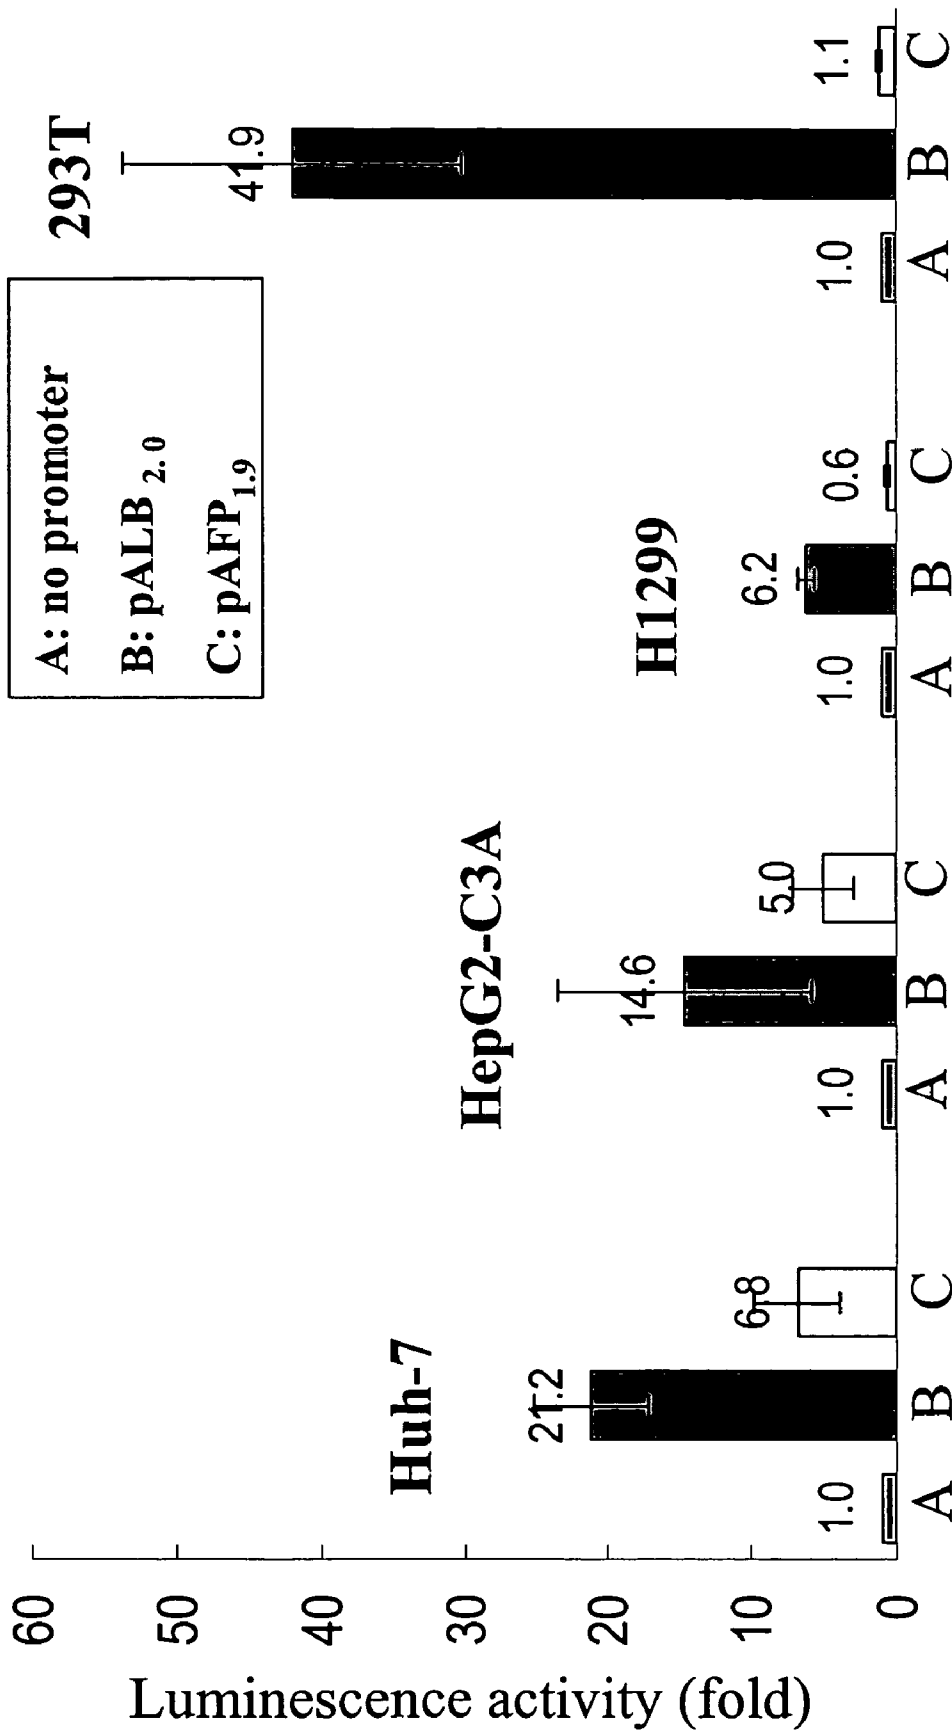 Luminescence activity (fold)
60
50
40
30
20
10
0
A: no promoter
B: pALB 2.0
C: pAFP1.9
Huh-7
HepG2-C3A
H1299
293T
1.0
21.2
6.8
1.0
14.6
5.0
1.0
6.2
0.6
1.0
41.9
1.1
A B C A B C A B C A B C